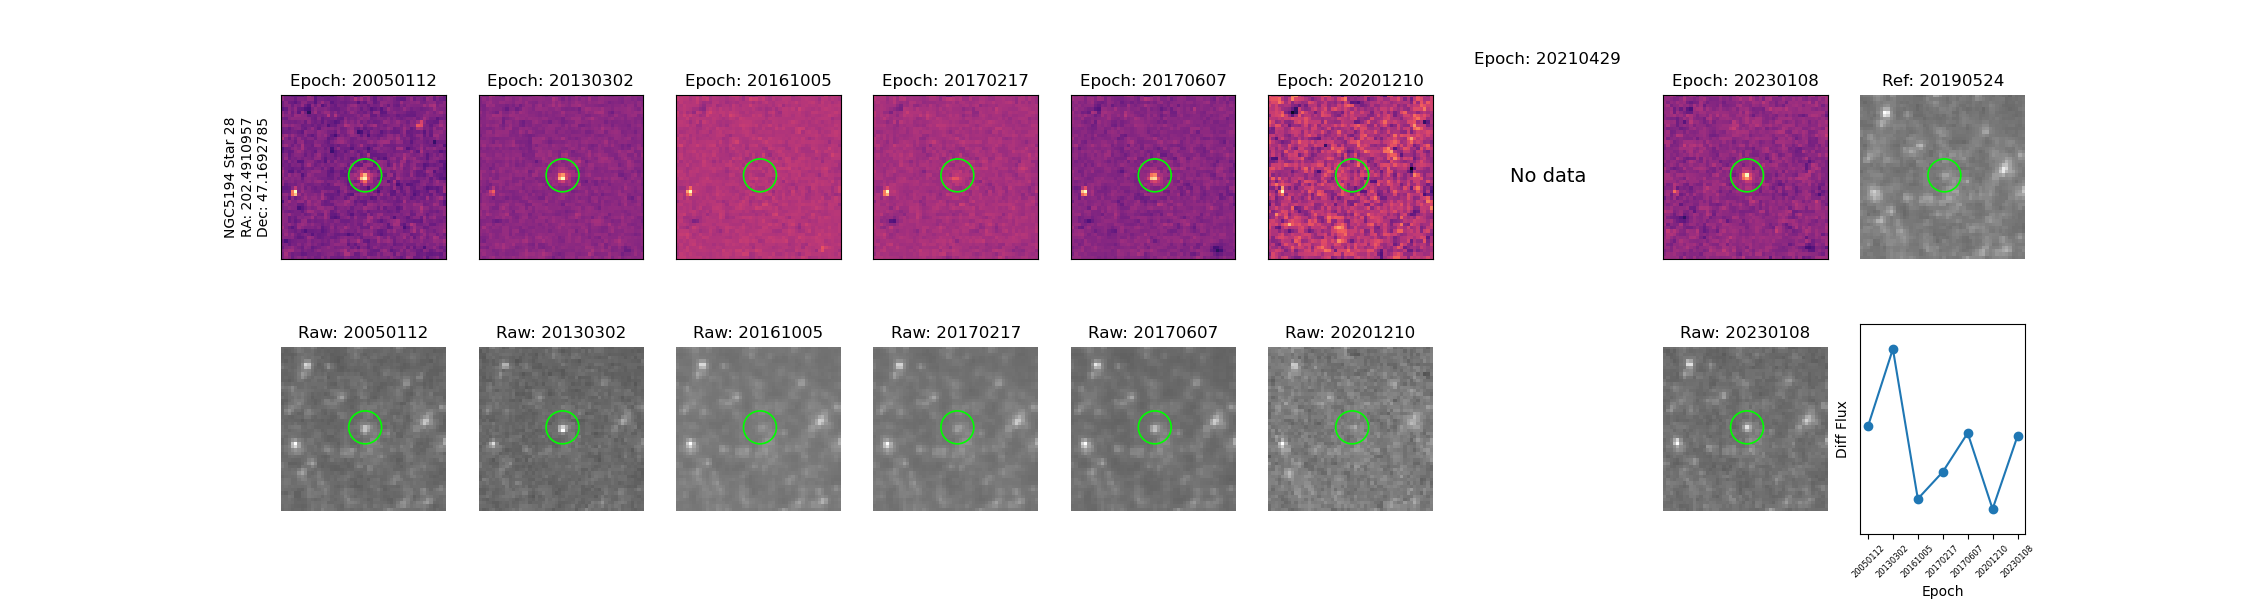 Epoch: 20210429
Epoch: 20050112
Epoch: 20130302
Epoch: 20161005
Epoch: 20170217
Epoch: 20170607
Epoch: 20201210
Epoch: 20230108
Ref: 20190524
NGC5194 Star 28
RA: 202.4910957
Dec: 47.1692785
No data
Raw: 20050112
Raw: 20130302
Raw: 20161005
Raw: 20170217
Raw: 20170607
Raw: 20201210
Raw: 20230108
Diff Flux
20050112
20130302
20161005
20170217
20170607
20201210
20230108
Epoch